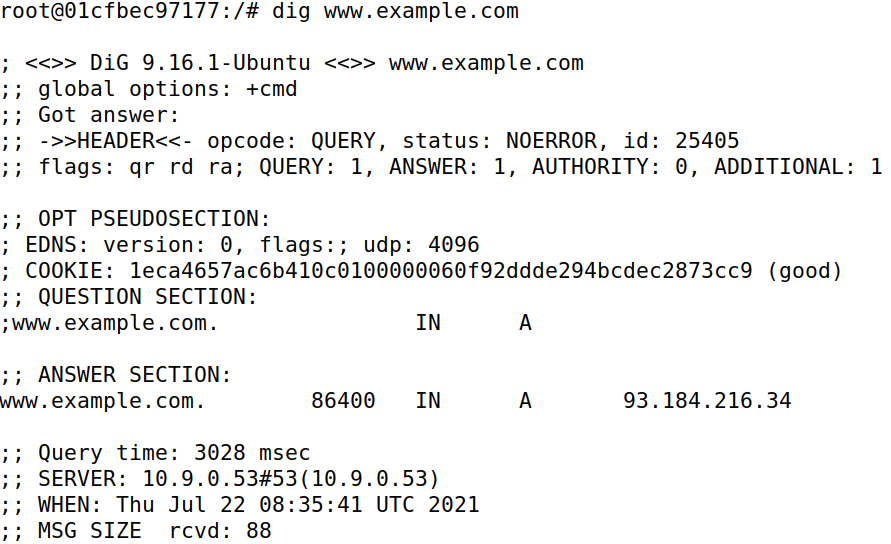 root@01cfbec97177:/# dig www.example.com
; <<>> DiG 9.16.1-Ubuntu <<>> www.example.com
;; global options: +cmd
;; Got answer:
;; ->>HEADER<<- opcode: QUERY, status: NOERROR, id: 25405
;; flags: qr rd ra; QUERY: 1, ANSWER: 1, AUTHORITY: 0, ADDITIONAL: 1
;; OPT PSEUDOSECTION:
; EDNS: version: 0, flags:; udp: 4096
; COOKIE: 1eca4657ac6b410c0100000060f92ddde294bcdec2873cc9 (good)
;; QUESTION SECTION:
;www.example.com. IN A
;; ANSWER SECTION:
www.example.com. 86400 IN A 93.184.216.34
;; Query time: 3028 msec
;; SERVER: 10.9.0.53#53(10.9.0.53)
;; WHEN: Thu Jul 22 08:35:41 UTC 2021
;; MSG SIZE  rcvd: 88